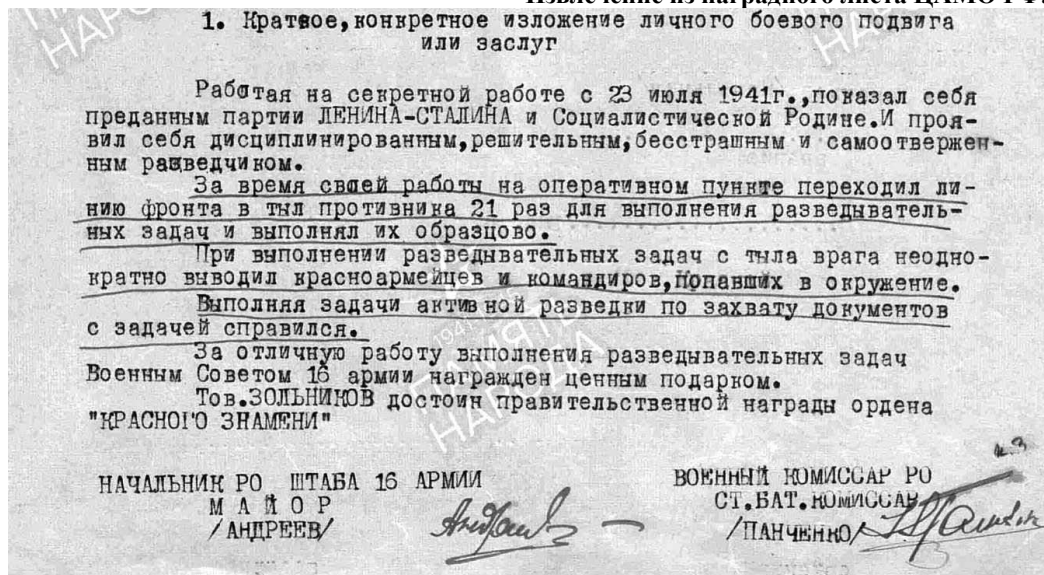 Извлечение из наградного листа ЦАМО РФ
1. Краткое,конкретное изложение личного боевого подвига
или заслуг
Работая на секретной работе с 23 июля 1941г.,показал себя
преданным партии ЛЕНИНА-СТАЛИНА и Социалистической Родине.И проя-
вил себя дисциплинированным,решительным,бесстрашным и самоотвержен-
ным разведчиком.
За время своей работы на оперативном пункте переходил ли-
нию фронта в тыл противника 21 раз для выполнения разведыватель-
ных задач и выполнял их образцово.
При выполнении разведывательных задач с тыла врага неодно-
кратно выводил красноармейцев и командиров,попавших в окружение.
Выполняя задачи активной разведки по захвату документов
с задачей справился.
За отличную работу выполнения разведывательных задач
Военным Советом 16 армии награжден ценным подарком.
Тов.ЗОЛЬНИКОВ достоин правительственной награды ордена
"КРАСНОГО ЗНАМЕНИ"
НАЧАЛЬНИК РО ШТАБА 16 АРМИИ
М А Й О Р
/АНДРЕЕВ/
ВОЕННЫЙ КОМИССАР РО
СТ.БАТ.КОМИССАР
/ПАНЧЕНКО/
ПАМЯТЬ
НАРОДА